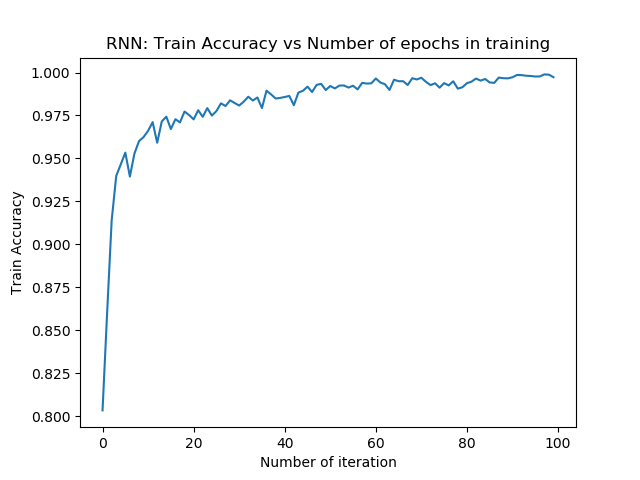 RNN: Train Accuracy vs Number of epochs in training
1.000
0.975
0.950
0.925
0.900
0.875
0.850
0.825
0.800
Train Accuracy
0 20 40 60 80 100
Number of iteration